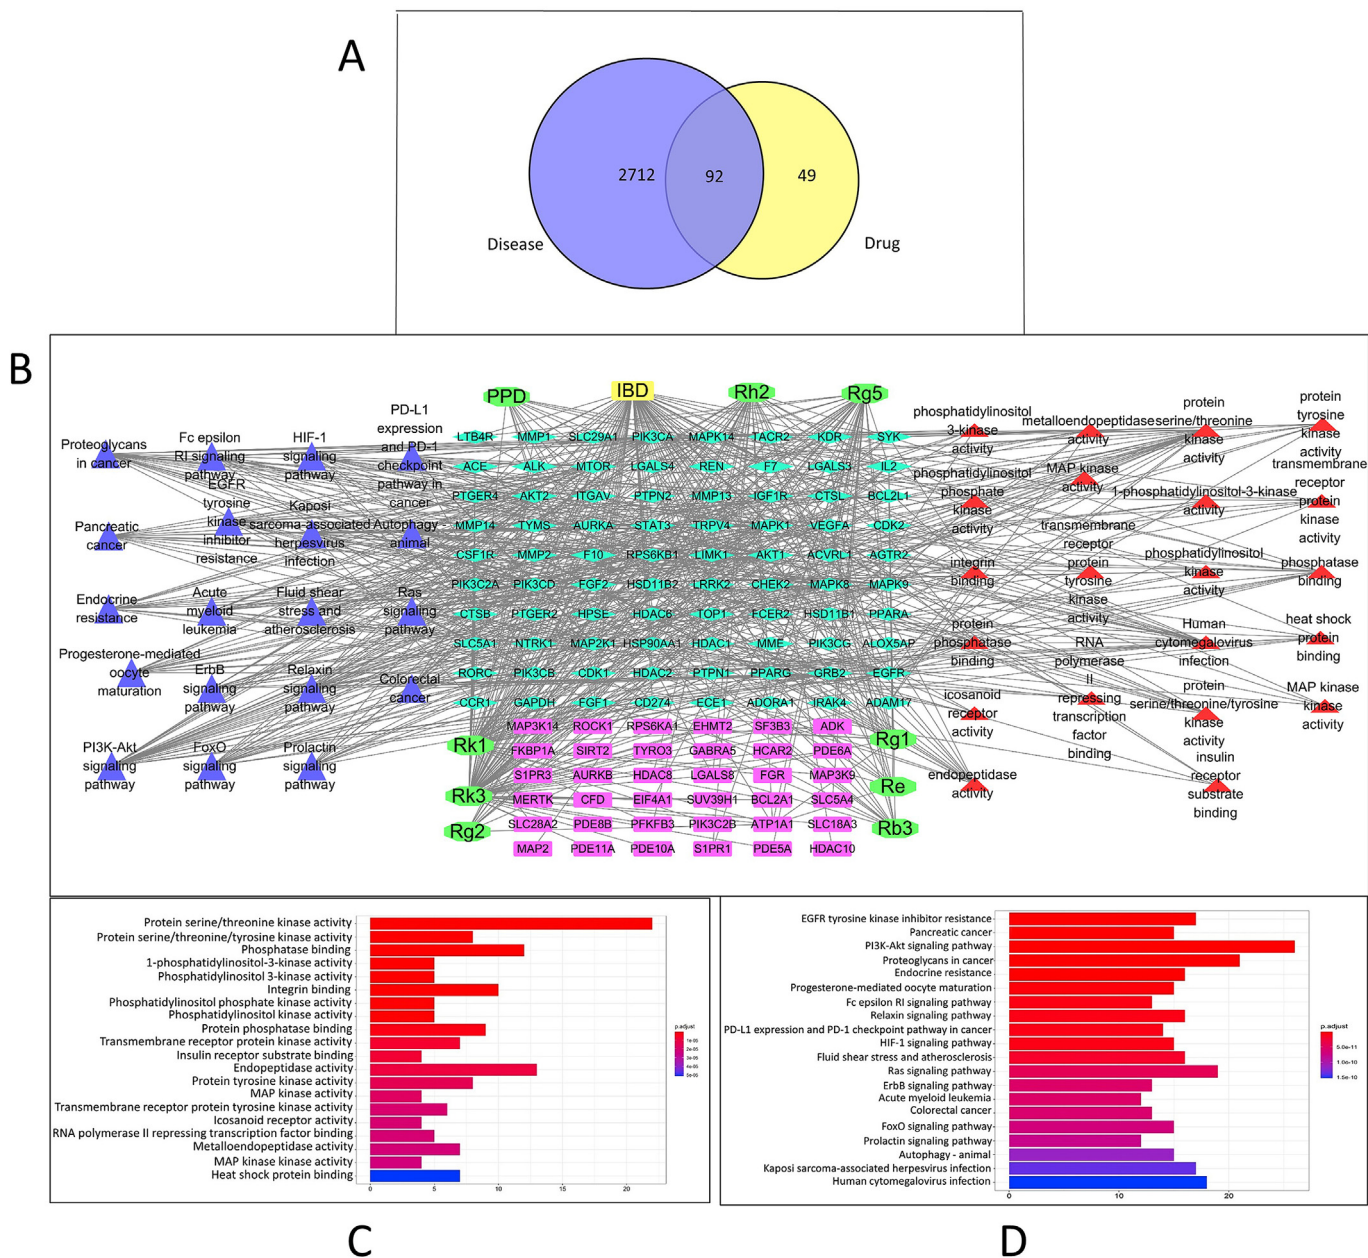 A
2712
92
49
Disease
Drug
B
PPD
IBD
Rh2
Rg5
Proteoglycans
in cancer
Fc epsilon
RI signaling
pathway
HIF-1
signaling
pathway
PD-L1
expression
and PD-1
checkpoint
pathway in
cancer
Pancreatic
cancer
EGFR
tyrosine
kinase
inhibitor
resistance
Kaposi
sarcoma-associated
herpesvirus
infection
Autophagy
animal
Endocrine
resistance
Acute
myeloid
leukemia
Fluid shear
stress and
atherosclerosis
Ras
signaling
pathway
Progesterone-mediated
oocyte
maturation
ErbB
signaling
pathway
Relaxin
signaling
pathway
Colorectal
cancer
PI3K-Akt
signaling
pathway
FoxO
signaling
pathway
Prolactin
signaling
pathway
LTB4R MMP1 SLC29A1 PIK3CA MAPK14 TACR2 KDR SYK
ACE ALK MTOR LGALS4 REN F7 LGALS3 IL2
PTGER4 AKT2 ITGAV PTPN2 MMP13 IGF1R CTSL BCL2L1
MMP14 TYMS AURKA STAT3 TRPV4 MAPK1 VEGFA CDK2
CSF1R MMP2 F10 RPS6KB1 LIMK1 AKT1 ACVRL1 AGTR2
PIK3C2A PIK3CD FGF2 HSD11B2 LRRK2 CHEK2 MAPK8 MAPK9
CTSB PTGER2 HPSE HDAC6 TOP1 FCER2 HSD11B1 PPARA
SLC5A1 NTRK1 MAP2K1 HSP90AA1 HDAC1 MME PIK3CG ALOX5AP
RORC PIK3CB CDK1 HDAC2 PTPN1 PPARG GRB2 EGFR
CCR1 GAPDH FGF1 CD274 ECE1 ADORA1 IRAK4 ADAM17
MAP3K14 ROCK1 RPS6KA1 EHMT2 SF3B3 ADK
FKBP1A SIRT2 TYRO3 GABRA5 HCAR2 PDE6A
S1PR3 AURKB HDAC8 LGALS8 FGR MAP3K9
MERTK CFD EIF4A1 SUV39H1 BCL2A1 SLC5A4
SLC28A2 PDE8B PFKFB3 PIK3C2B ATP1A1 SLC18A3
MAP2 PDE11A PDE10A S1PR1 PDE5A HDAC10
Rk1
Rk3
Rg2
Rg1
Re
Rb3
phosphatidylinositol
3-kinase
activity
metalloendopeptidase
activity
protein
serine/threonine
kinase
activity
protein
tyrosine
kinase
activity
phosphatidylinositol
phosphate
kinase
activity
MAP kinase
activity
1-phosphatidylinositol-3-kinase
activity
transmembrane
receptor
protein
kinase
activity
integrin
binding
transmembrane
receptor
protein
tyrosine
kinase
activity
phosphatidylinositol
kinase
activity
phosphatase
binding
protein
phosphatase
binding
RNA
polymerase
II
repressing
transcription
factor
binding
Human
cytomegalovirus
infection
heat shock
protein
binding
icosanoid
receptor
activity
protein
serine/threonine/tyrosine
kinase
activity
MAP kinase
kinase
activity
endopeptidase
activity
insulin
receptor
substrate
binding
Protein serine/threonine kinase activity
Protein serine/threonine/tyrosine kinase activity
Phosphatase binding
1-phosphatidylinositol-3-kinase activity
Phosphatidylinositol 3-kinase activity
Integrin binding
Phosphatidylinositol phosphate kinase activity
Phosphatidylinositol kinase activity
Protein phosphatase binding
Transmembrane receptor protein kinase activity
Insulin receptor substrate binding
Endopeptidase activity
Protein tyrosine kinase activity
MAP kinase activity
Transmembrane receptor protein tyrosine kinase activity
Icosanoid receptor activity
RNA polymerase II repressing transcription factor binding
Metalloendopeptidase activity
MAP kinase kinase activity
Heat shock protein binding
0 5 10 15 20
p.adjust
1e-05
2e-05
3e-05
4e-05
5e-05
C
EGFR tyrosine kinase inhibitor resistance
Pancreatic cancer
PI3K-Akt signaling pathway
Proteoglycans in cancer
Endocrine resistance
Progesterone-mediated oocyte maturation
Fc epsilon RI signaling pathway
Relaxin signaling pathway
PD-L1 expression and PD-1 checkpoint pathway in cancer
HIF-1 signaling pathway
Fluid shear stress and atherosclerosis
Ras signaling pathway
ErbB signaling pathway
Acute myeloid leukemia
Colorectal cancer
FoxO signaling pathway
Prolactin signaling pathway
Autophagy - animal
Kaposi sarcoma-associated herpesvirus infection
Human cytomegalovirus infection
0 10 20
p.adjust
5.0e-11
1.0e-10
1.5e-10
D